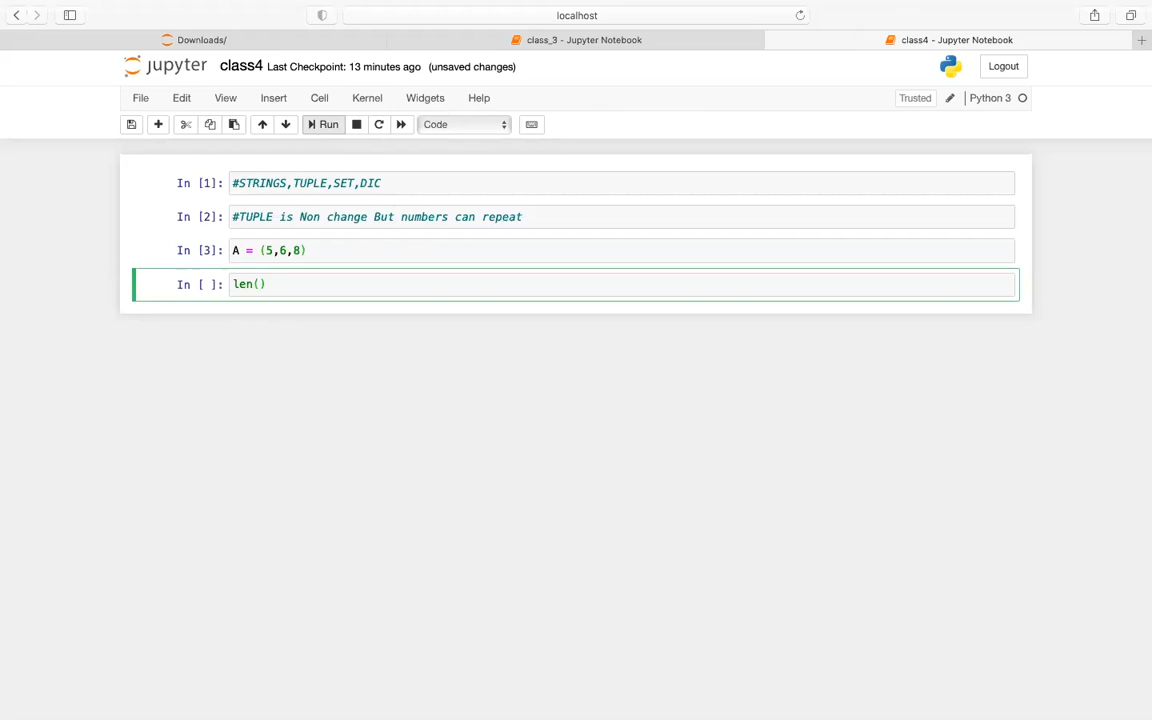 localhost
Downloads/
class_3 - Jupyter Notebook
class4 - Jupyter Notebook
jupyter class4 Last Checkpoint: 13 minutes ago (unsaved changes)
Logout
File Edit View Insert Cell Kernel Widgets Help
Trusted
Python 3
Run
Code
In [1]: #STRINGS,TUPLE,SET,DIC
In [2]: #TUPLE is Non change But numbers can repeat
In [3]: A = (5,6,8)
In [ ]: len()